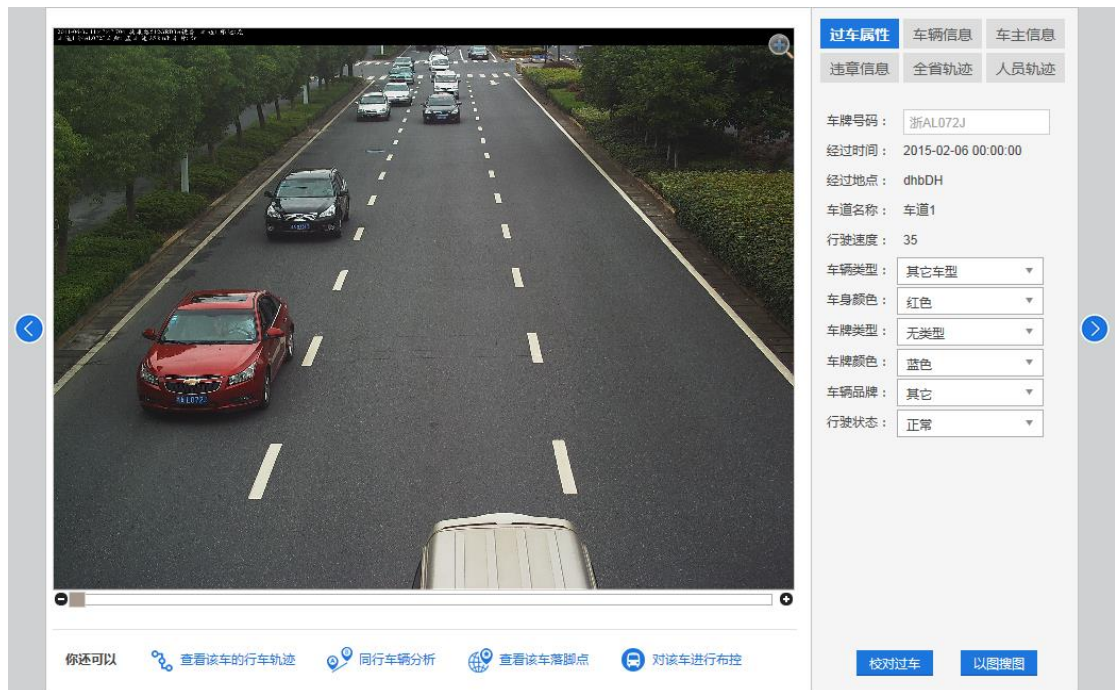 过车属性 车辆信息 车主信息
违章信息 全省轨迹 人员轨迹
车牌号码： 浙AL072J
经过时间： 2015-02-06 00:00:00
经过地点： dhbDH
车道名称： 车道1
行驶速度： 35
车辆类型： 其它车型
车身颜色： 红色
车牌类型： 无类型
车牌颜色： 蓝色
车辆品牌： 其它
行驶状态： 正常
你还可以 查看该车的行车轨迹 同行车辆分析 查看该车落脚点 对该车进行布控
校对过车 以图搜图